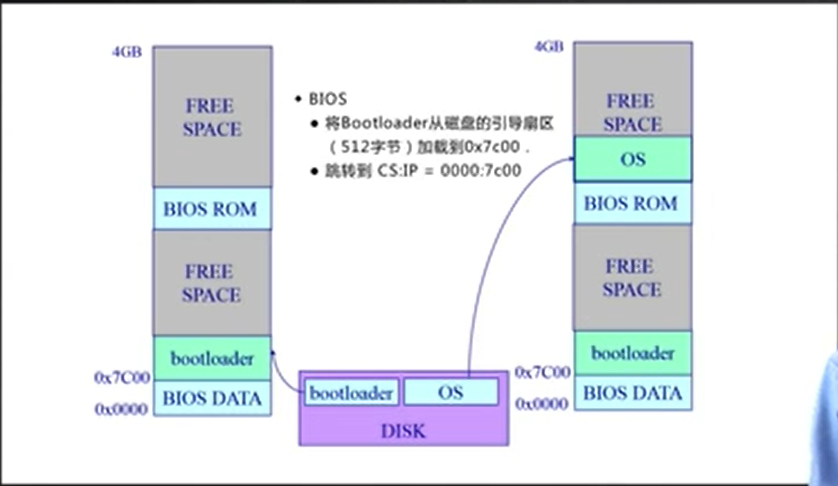 4GB
FREE
SPACE
BIOS ROM
FREE
SPACE
bootloader
0x7C00
BIOS DATA
0x0000
• BIOS
• 将Bootloader从磁盘的引导扇区
（512字节）加载到0x7c00．
• 跳转到 CS:IP = 0000:7c00
bootloader
OS
DISK
4GB
FREE
SPACE
OS
BIOS ROM
FREE
SPACE
bootloader
0x7C00
BIOS DATA
0x0000